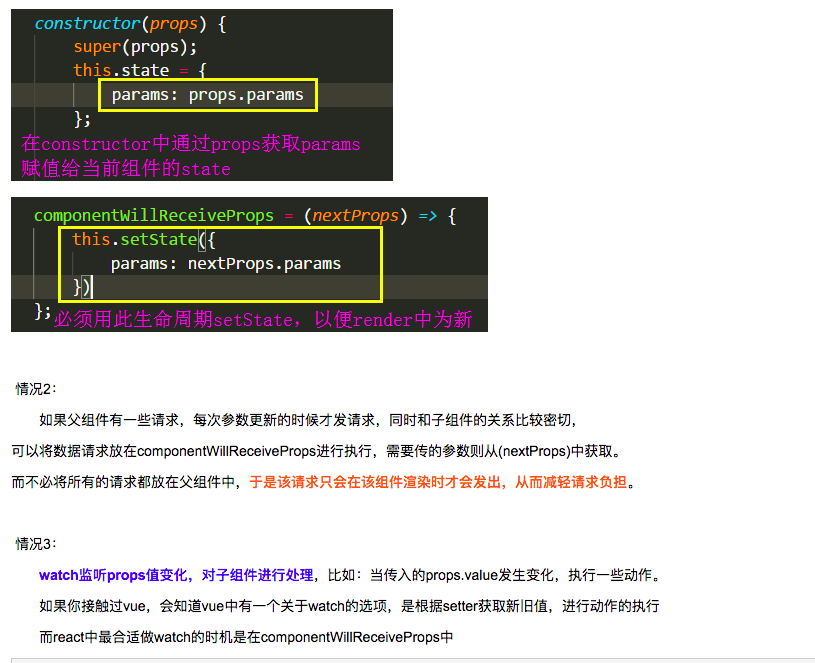 constructor(props) {
super(props);
this.state = {
params: props.params
};
在constructor中通过props获取params
赋值给当前组件的state
componentWillReceiveProps = (nextProps) => {
this.setState({
params: nextProps.params
})
};必须用此生命周期setState, 以便render中为新
情况2：
如果父组件有一些请求，每次参数更新的时候才发请求，同时和子组件的关系比较密切，
可以将数据请求放在componentWillReceiveProps进行执行，需要传的参数则从(nextProps)中获取。
而不必将所有的请求都放在父组件中，于是该请求只会在该组件渲染时才会发出，从而减轻请求负担。
情况3：
watch监听props值变化，对子组件进行处理，比如：当传入的props.value发生变化，执行一些动作。
如果你接触过vue，会知道vue中有一个关于watch的选项，是根据setter获取新旧值，进行动作的执行
而react中最合适做watch的时机是在componentWillReceiveProps中